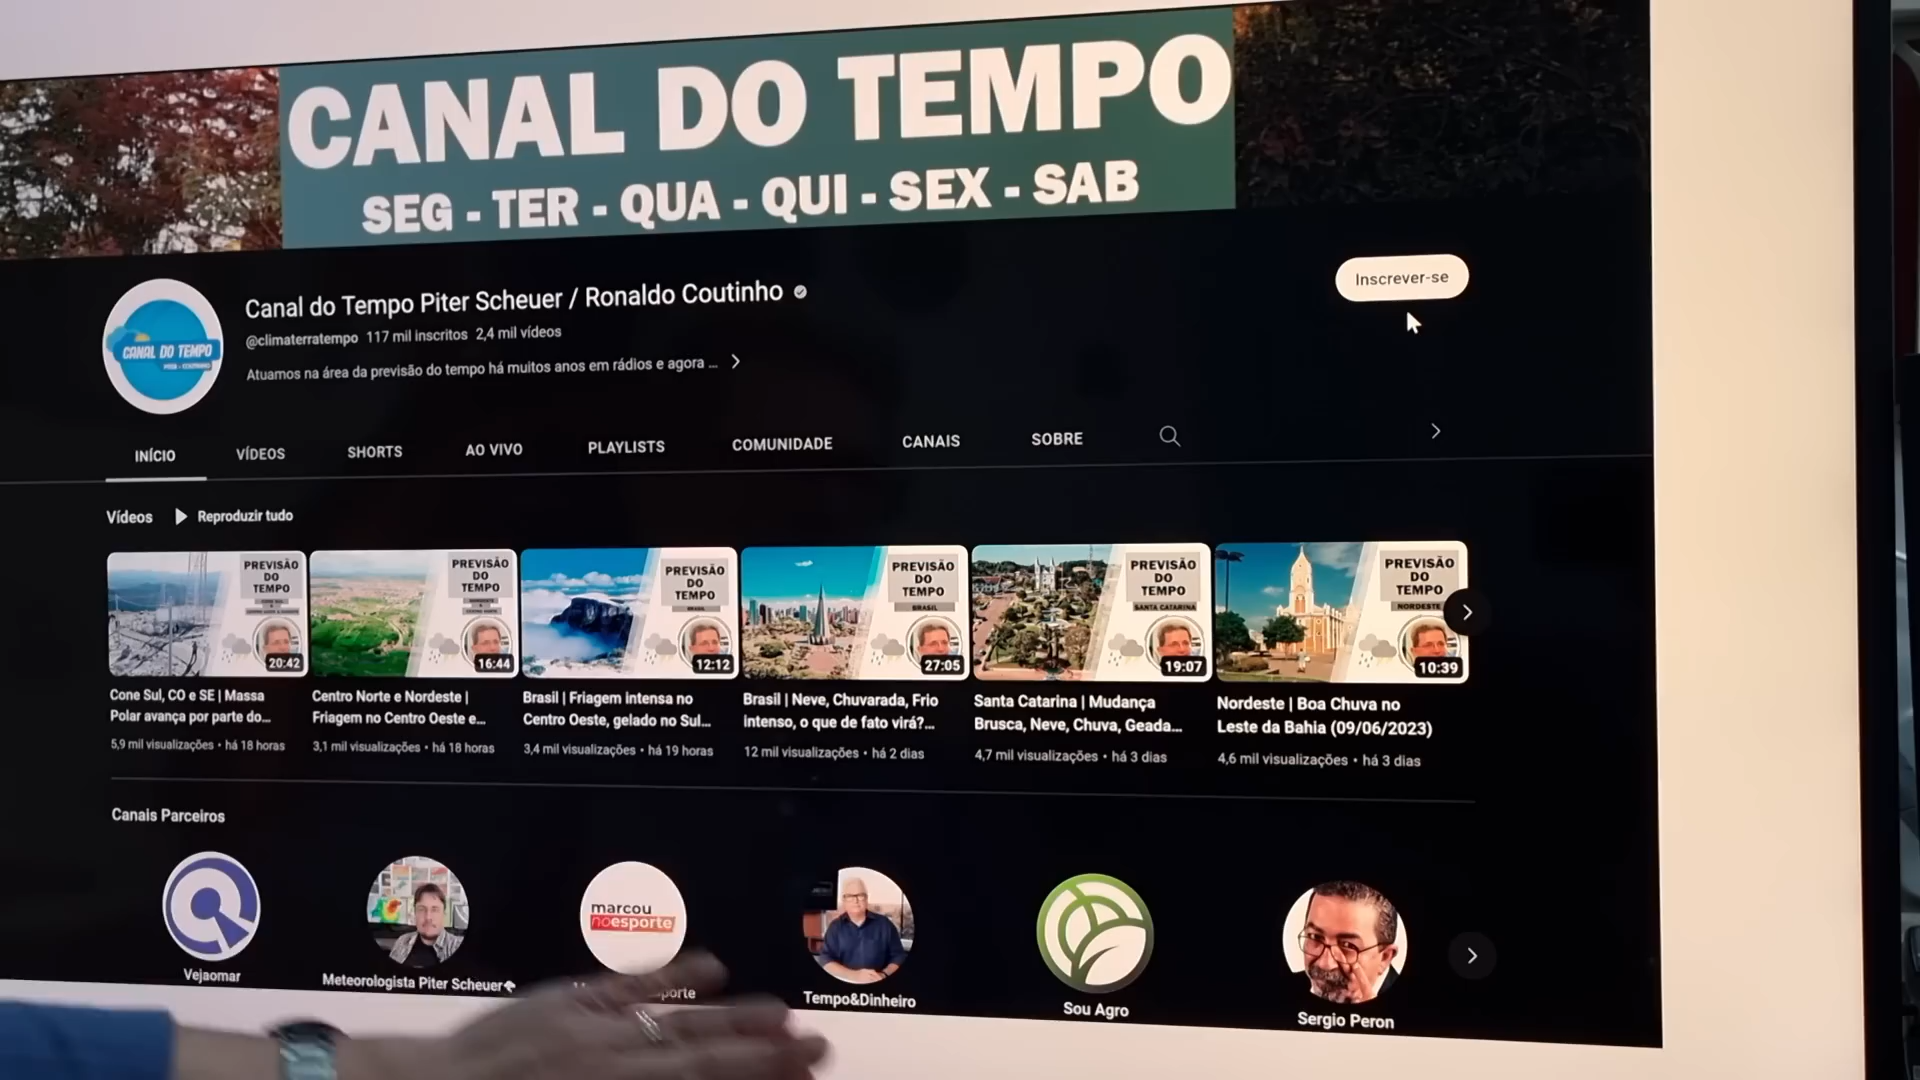 CANAL DO TEMPO
SEG - TER - QUA - QUI - SEX - SAB
CANAL DO TEMPO
Canal do Tempo Piter Scheuer / Ronaldo Coutinho
@climaterratempo 117 mil inscritos 2,4 mil vídeos
Atuamos na área da previsão do tempo há muitos anos em rádios e agora ...
Inscrever-se
INÍCIO VÍDEOS SHORTS AO VIVO PLAYLISTS COMUNIDADE CANAIS SOBRE
Vídeos Reproduzir tudo
PREVISÃO
DO
TEMPO
20:42
PREVISÃO
DO
TEMPO
16:44
PREVISÃO
DO
TEMPO
BRASIL
12:12
PREVISÃO
DO
TEMPO
BRASIL
27:05
PREVISÃO
DO
TEMPO
SANTA CATARINA
19:07
PREVISÃO
DO
TEMPO
NORDESTE
10:39
Cone Sul, CO e SE | Massa
Polar avança por parte do...
5,9 mil visualizações • há 18 horas
Centro Norte e Nordeste |
Friagem no Centro Oeste e...
3,1 mil visualizações • há 18 horas
Brasil | Friagem intensa no
Centro Oeste, gelado no Sul...
3,4 mil visualizações • há 19 horas
Brasil | Neve, Chuvarada, Frio
intenso, o que de fato virá?...
12 mil visualizações • há 2 dias
Santa Catarina | Mudança
Brusca, Neve, Chuva, Geada...
4,7 mil visualizações • há 3 dias
Nordeste | Boa Chuva no
Leste da Bahia (09/06/2023)
4,6 mil visualizações • há 3 dias
Canais Parceiros
Vejaomar
Meteorologista Piter Scheuer
marcou
noesporte
Tempo&Dinheiro
Sou Agro
Sergio Peron